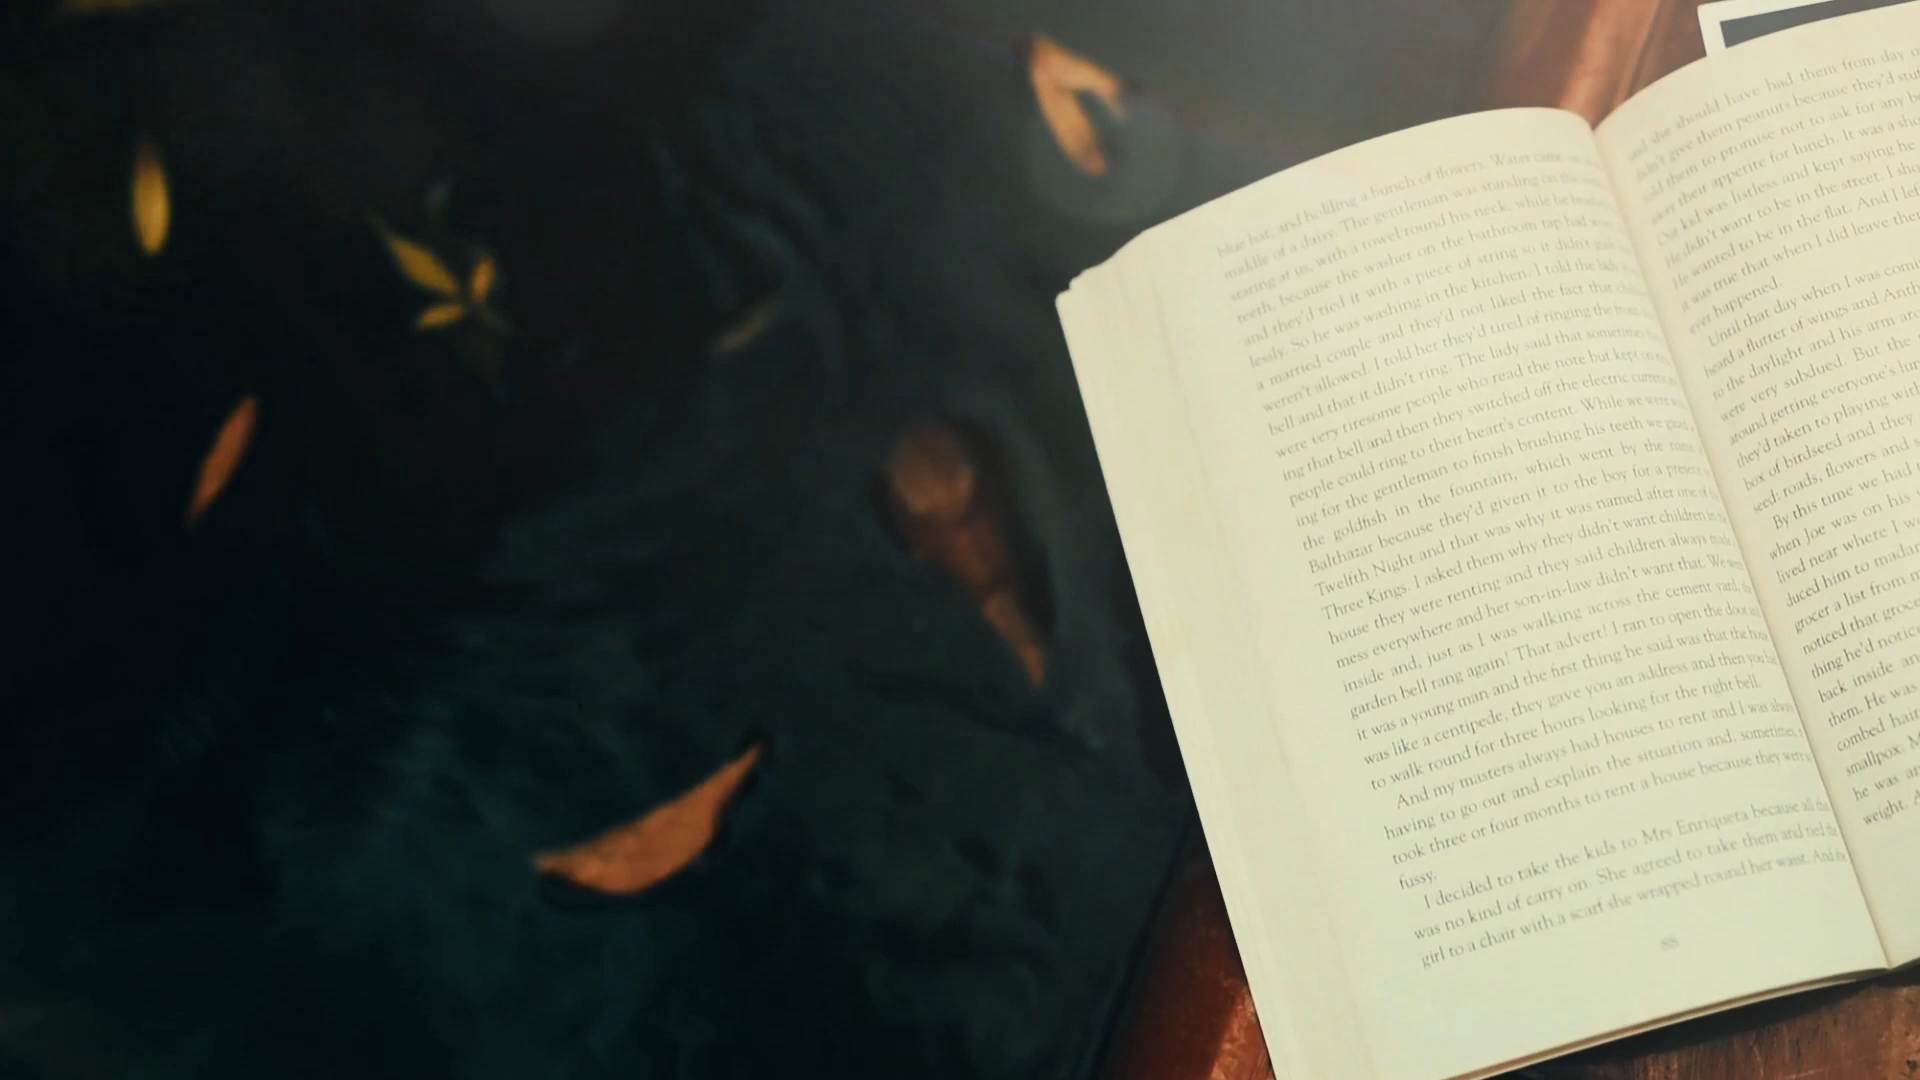 blue hat, and holding a bunch of flowers. Water came
middle of a daisy. The gentleman was standing on the
staring at us, with a towel round his neck, while he
teeth, because the washer on the bathroom tap had
and they'd tied it with a piece of string so it didn't
lessly. So he was washing in the kitchen. I told the lady
a married couple and they'd not liked the fact that
weren't allowed. I told her they'd tired of ringing the
bell and that it didn't ring. The lady said that sometimes
were very tiresome people who read the note but kept on
ing that bell and then they switched off the electric current
people could ring to their heart's content. While we were
ing for the gentleman to finish brushing his teeth we
the goldfish in the fountain, which went by the name
Balthazar because they'd given it to the boy for a present
Twelfth Night and that was why it was named after one of
Three Kings. I asked them why they didn't want children in
house they were renting and they said children always made
mess everywhere and her son-in-law didn't want that. We were
inside and, just as I was walking across the cement yard, the
garden bell rang again! That advert! I ran to open the door
it was a young man and the first thing he said was that the
was like a centipede, they gave you an address and then you
to walk round for three hours looking for the right bell.
And my masters always had houses to rent and I was always
having to go out and explain the situation and, sometimes,
took three or four months to rent a house because they were
fussy.
I decided to take the kids to Mrs Enriqueta because all
was no kind of carry on. She agreed to take them and tied the
girl to a chair with a scarf she wrapped round her waist. And
88
and she should have had them from day
didn't give them peanuts because they'd
told them to promise not to ask for any
away their appetite for lunch. It was a
Our kid was listless and kept saying he
He didn't want to be in the street. I
He wanted to be in the flat. And I
it was true that when I did leave
ever happened.
Until that day when I was
heard a flutter of wings and
to the daylight and his arm
were very subdued. But the
around getting everyone's
they'd taken to playing
box of birdseed and they
seed: roads, flowers and
By this time we had
when Joe was on his
lived near where I
duced him to
grocer a list from
noticed that
thing he'd
back inside
them. He was
combed hair
smallpox.
he was
weight.